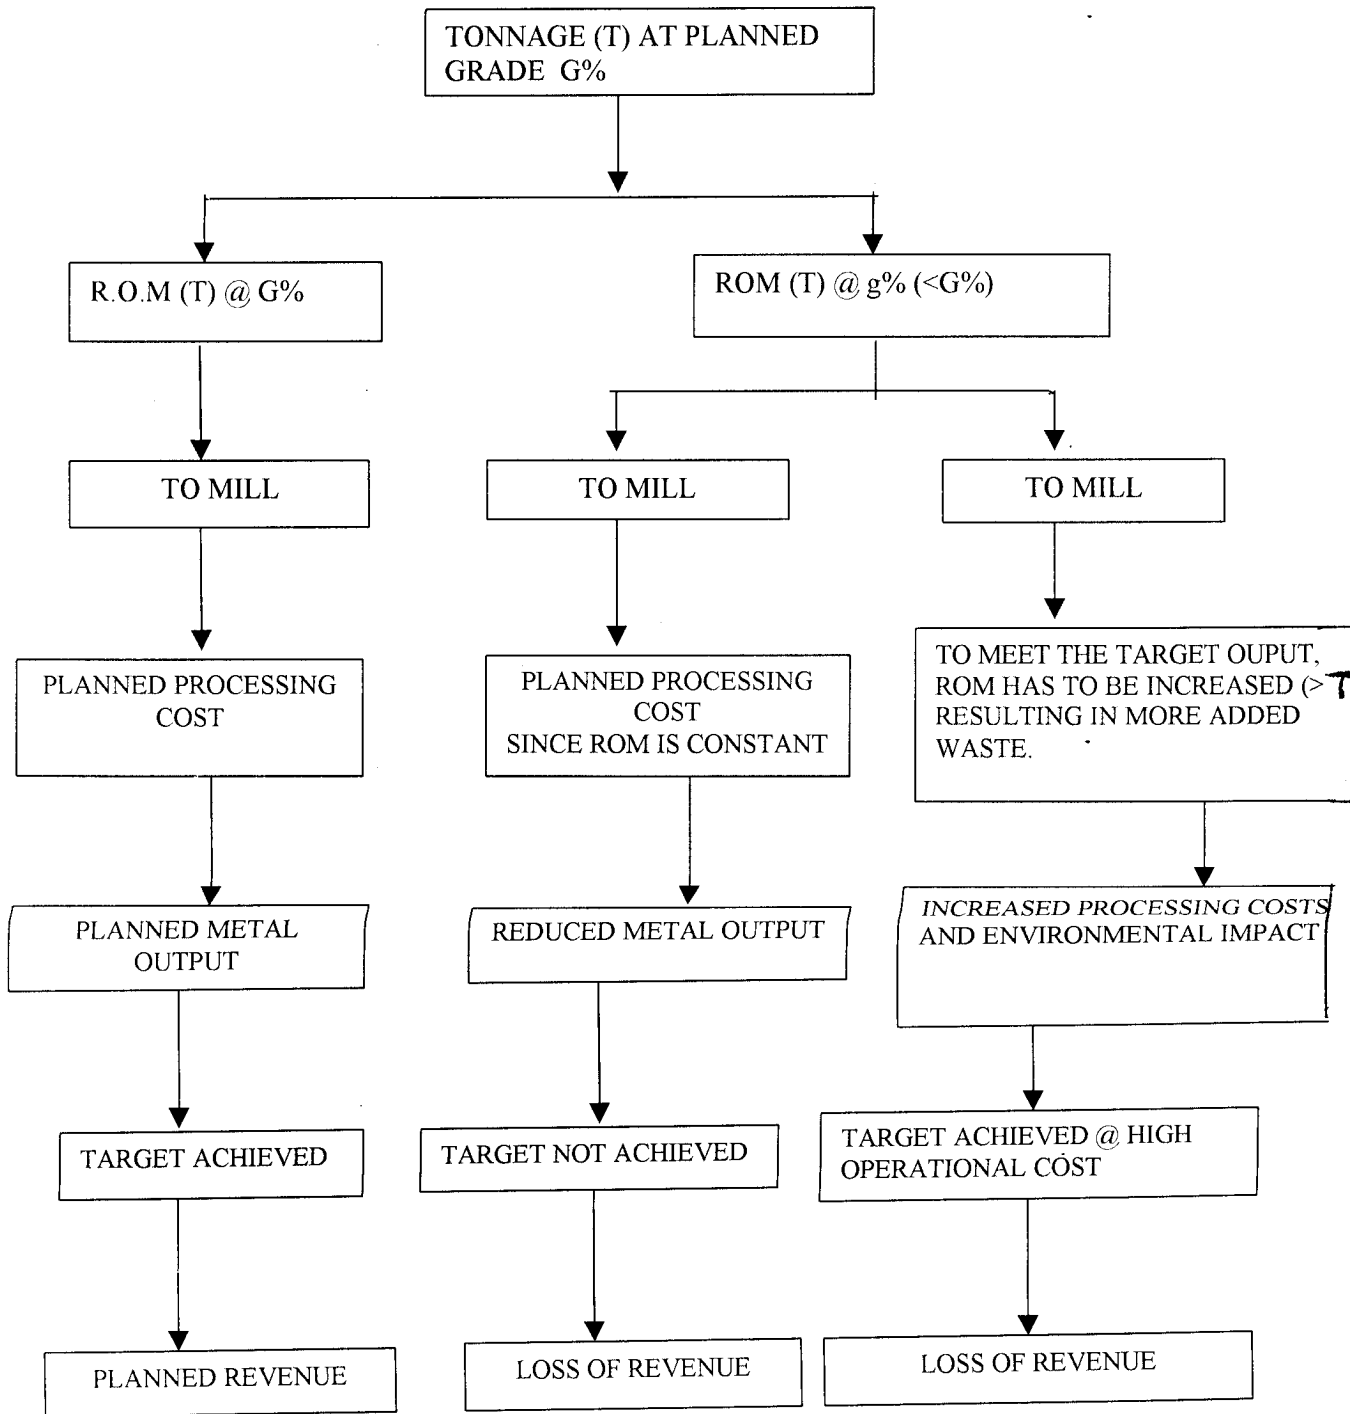 TONNAGE (T) AT PLANNED
GRADE G%
R.O.M (T) @ G%
ROM (T) @ g% (<G%)
TO MILL
TO MILL
TO MILL
PLANNED PROCESSING
COST
PLANNED PROCESSING
COST
SINCE ROM IS CONSTANT
TO MEET THE TARGET OUPUT,
ROM HAS TO BE INCREASED (> T
RESULTING IN MORE ADDED
WASTE.
PLANNED METAL
OUTPUT
REDUCED METAL OUTPUT
INCREASED PROCESSING COSTS
AND ENVIRONMENTAL IMPACT
TARGET ACHIEVED
TARGET NOT ACHIEVED
TARGET ACHIEVED @ HIGH
OPERATIONAL COST
PLANNED REVENUE
LOSS OF REVENUE
LOSS OF REVENUE